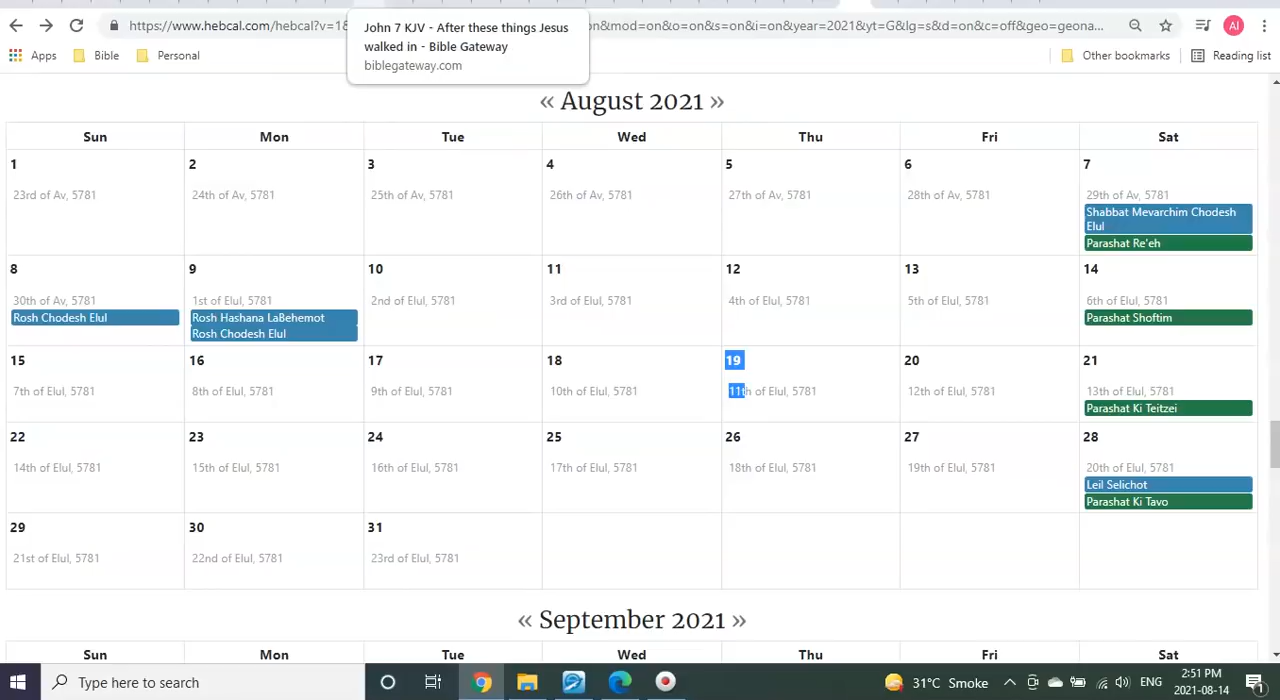 https://www.hebcal.com/hebcal?v=1&
on&mod=on&o=on&s=on&i=on&year=2021&yt=G&lg=s&d=on&c=off&geo=geona...
AI
John 7 KJV - After these things Jesus
walked in - Bible Gateway
biblegateway.com
Apps
Bible
Personal
Other bookmarks
Reading list
« August 2021 »
Sun Mon Tue Wed Thu Fri Sat
1 2 3 4 5 6 7
23rd of Av, 5781 24th of Av, 5781 25th of Av, 5781 26th of Av, 5781 27th of Av, 5781 28th of Av, 5781 29th of Av, 5781
Shabbat Mevarchim Chodesh
Elul
Parashat Re'eh
8 9 10 11 12 13 14
30th of Av, 5781 1st of Elul, 5781 2nd of Elul, 5781 3rd of Elul, 5781 4th of Elul, 5781 5th of Elul, 5781 6th of Elul, 5781
Rosh Chodesh Elul Rosh Hashana LaBehemot Parashat Shoftim
Rosh Chodesh Elul
15 16 17 18 19 20 21
7th of Elul, 5781 8th of Elul, 5781 9th of Elul, 5781 10th of Elul, 5781 11th of Elul, 5781 12th of Elul, 5781 13th of Elul, 5781
Parashat Ki Teitzei
22 23 24 25 26 27 28
14th of Elul, 5781 15th of Elul, 5781 16th of Elul, 5781 17th of Elul, 5781 18th of Elul, 5781 19th of Elul, 5781 20th of Elul, 5781
Leil Selichot
Parashat Ki Tavo
29 30 31
21st of Elul, 5781 22nd of Elul, 5781 23rd of Elul, 5781
« September 2021 »
Sun Mon Tue Wed Thu Fri Sat
Type here to search
31°C Smoke
ENG
2:51 PM
2021-08-14
1